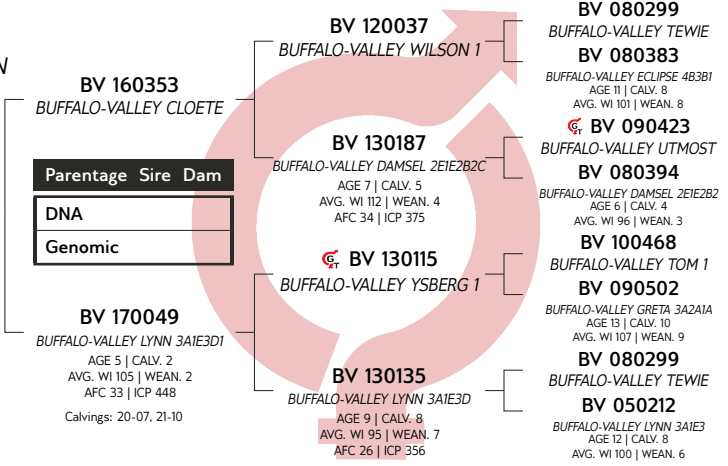 N
BV 160353
BUFFALO-VALLEY CLOETE
Parentage Sire Dam
DNA
Genomic
BV 170049
BUFFALO-VALLEY LYNN 3A1E3D1
AGE 5 | CALV. 2
AVG. WI 105 | WEAN. 2
AFC 33 | ICP 448
Calvings: 20-07, 21-10
BV 120037
BUFFALO-VALLEY WILSON 1
BV 130187
BUFFALO-VALLEY DAMSEL 2E1E2B2C
AGE 7 | CALV. 5
AVG. WI 112 | WEAN. 4
AFC 34 | ICP 375
GT BV 130115
BUFFALO-VALLEY YSBERG 1
BV 130135
BUFFALO-VALLEY LYNN 3A1E3D
AGE 9 | CALV. 8
AVG. WI 95 | WEAN. 7
AFC 26 | ICP 356
BV 080299
BUFFALO-VALLEY TEWIE
BV 080383
BUFFALO-VALLEY ECLIPSE 4B3B1
AGE 11 | CALV. 8
AVG. WI 101 | WEAN. 8
GT BV 090423
BUFFALO-VALLEY UTMOST
BV 080394
BUFFALO-VALLEY DAMSEL 2E1E2B2
AGE 6 | CALV. 4
AVG. WI 96 | WEAN. 3
BV 100468
BUFFALO-VALLEY TOM 1
BV 090502
BUFFALO-VALLEY GRETA 3A2A1A
AGE 13 | CALV. 10
AVG. WI 107 | WEAN. 9
BV 080299
BUFFALO-VALLEY TEWIE
BV 050212
BUFFALO-VALLEY LYNN 3A1E3
AGE 12 | CALV. 8
AVG. WI 100 | WEAN. 6